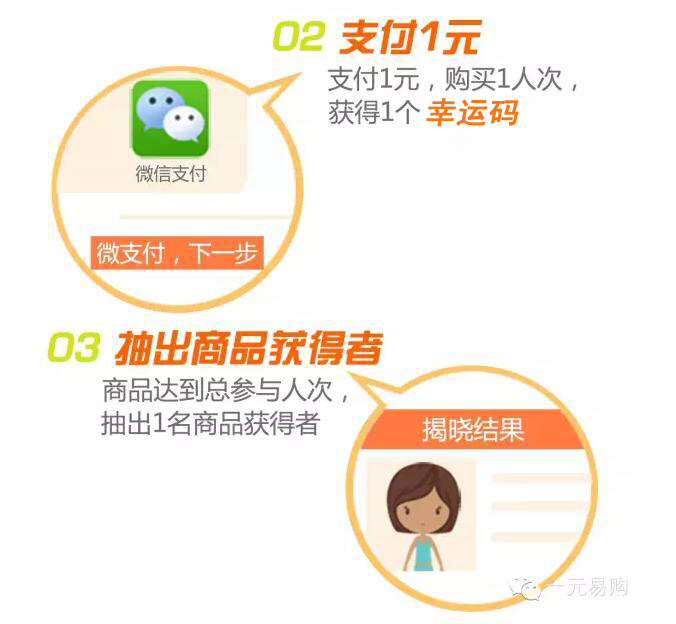 02 支付1元
支付1元，购买1人次，
获得1个 幸运码
微信支付
微支付，下一步
03 抽出商品获得者
商品达到总参与人次，
抽出1名商品获得者
揭晓结果
一元易购